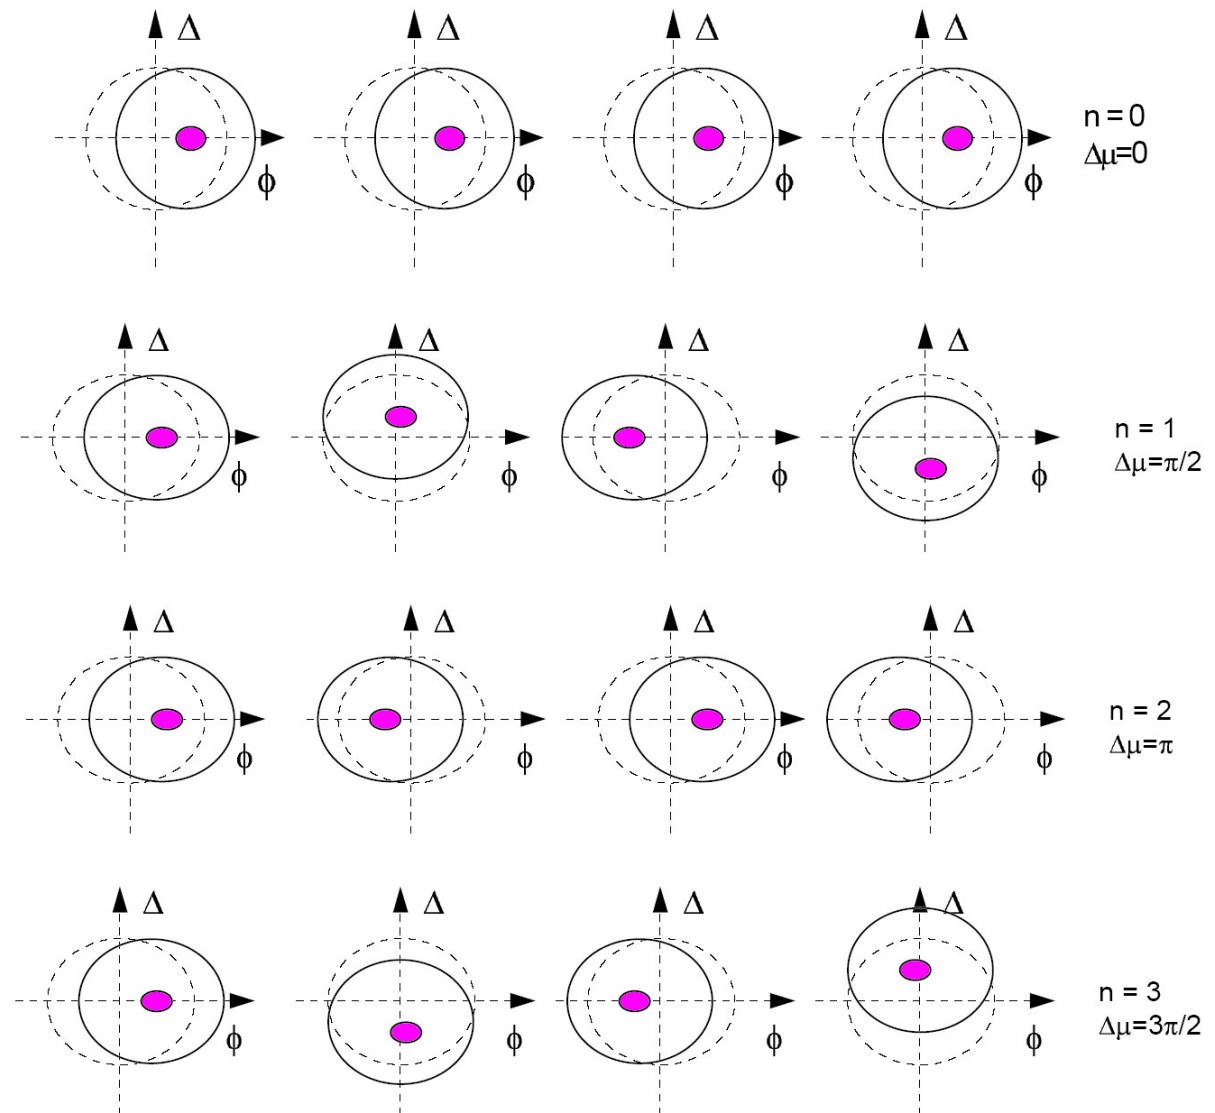 Δ Δ Δ Δ
n = 0
Δμ=0
ϕ ϕ ϕ ϕ
Δ Δ Δ Δ
n = 1
Δμ=π/2
ϕ ϕ ϕ ϕ
Δ Δ Δ Δ
n = 2
Δμ=π
ϕ ϕ ϕ ϕ
Δ Δ Δ Δ
n = 3
Δμ=3π/2
ϕ ϕ ϕ ϕ